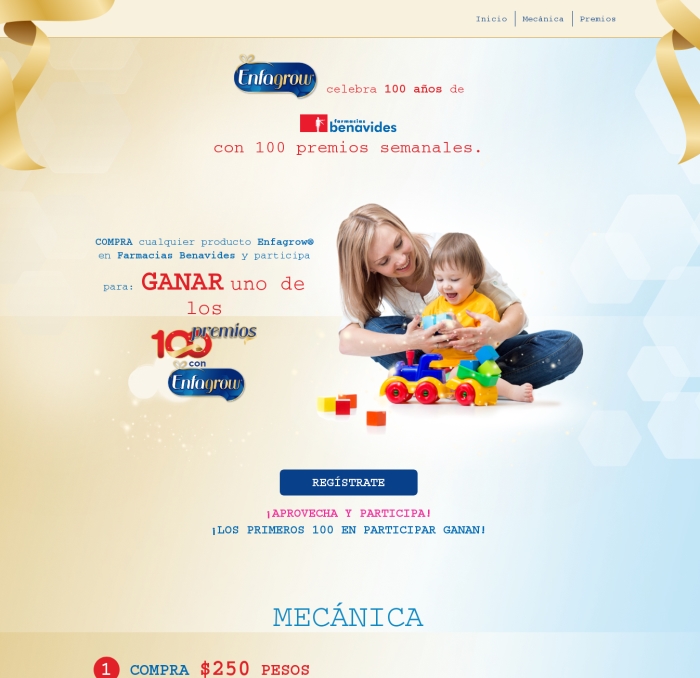 Inicio
Mecánica
Premios
Enfagrow celebra 100 años de
farmacias
benavides
con 100 premios semanales.
COMPRA cualquier producto Enfagrow®
en Farmacias Benavides y participa
para: GANAR uno de
los
100 premios
con
Enfagrow
REGÍSTRATE
¡APROVECHA Y PARTICIPA!
¡LOS PRIMEROS 100 EN PARTICIPAR GANAN!
MECÁNICA
1 COMPRA $250 PESOS